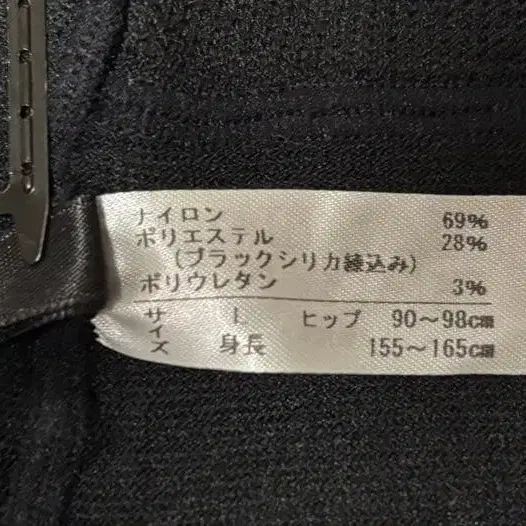 ナイロン 69%
ポリエステル 28%
(ブラックシリカ練込み)
ポリウレタン 3%
サイズ L ヒップ 90〜98cm
身長 155〜165cm